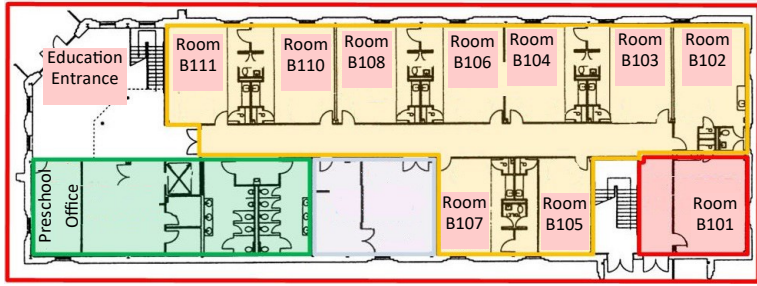 Education
Entrance
Room
B111
Room
B110
Room
B108
Room
B106
Room
B104
Room
B103
Room
B102
Preschool
Office
Room
B107
Room
B105
Room
B101